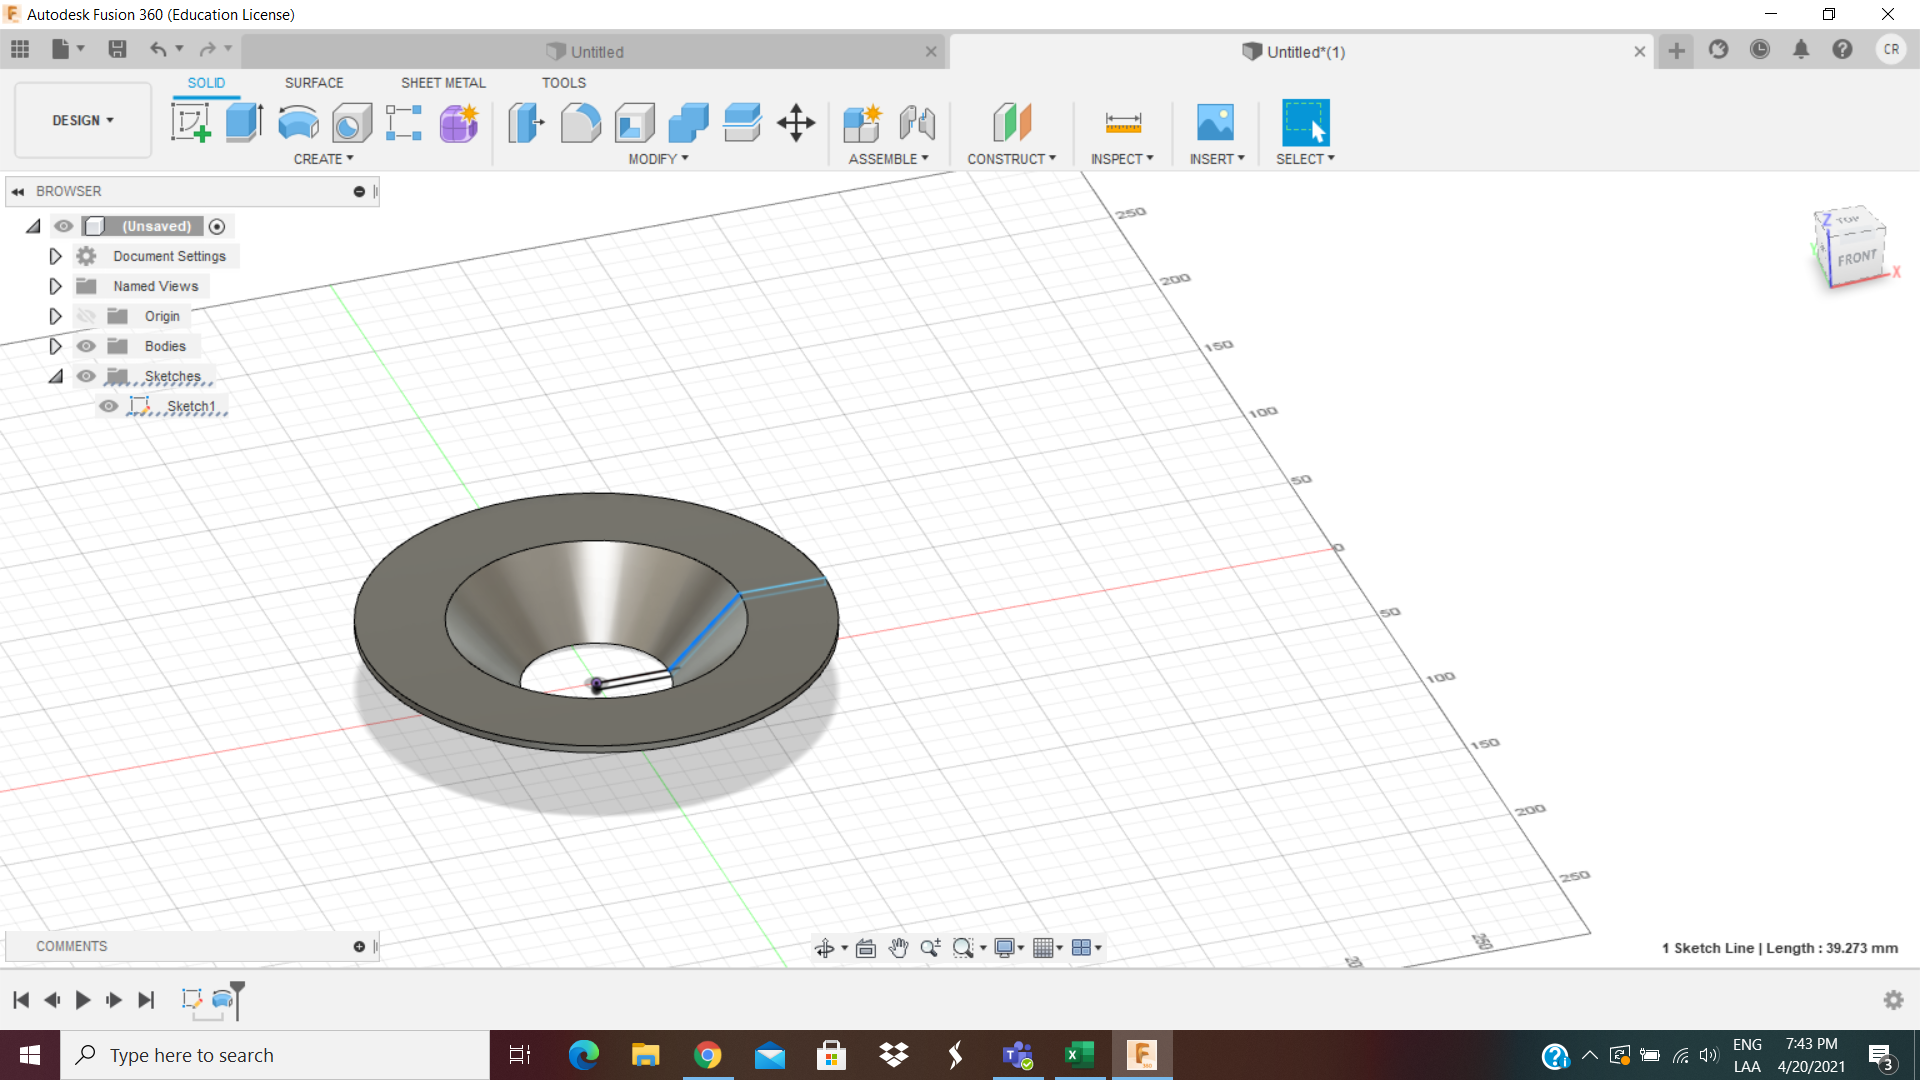 Autodesk Fusion 360 (Education License)
Untitled
Untitled*(1)
CR
DESIGN
SOLID
SURFACE
SHEET METAL
TOOLS
CREATE
MODIFY
ASSEMBLE
CONSTRUCT
INSPECT
INSERT
SELECT
BROWSER
(Unsaved)
Document Settings
Named Views
Origin
Bodies
Sketches
Sketch1
Z
TOP
FRONT
X
250
200
150
100
50
0
50
100
150
200
250
250
20
COMMENTS
1 Sketch Line | Length : 39.273 mm
Type here to search
ENG
LAA
7:43 PM
4/20/2021
3